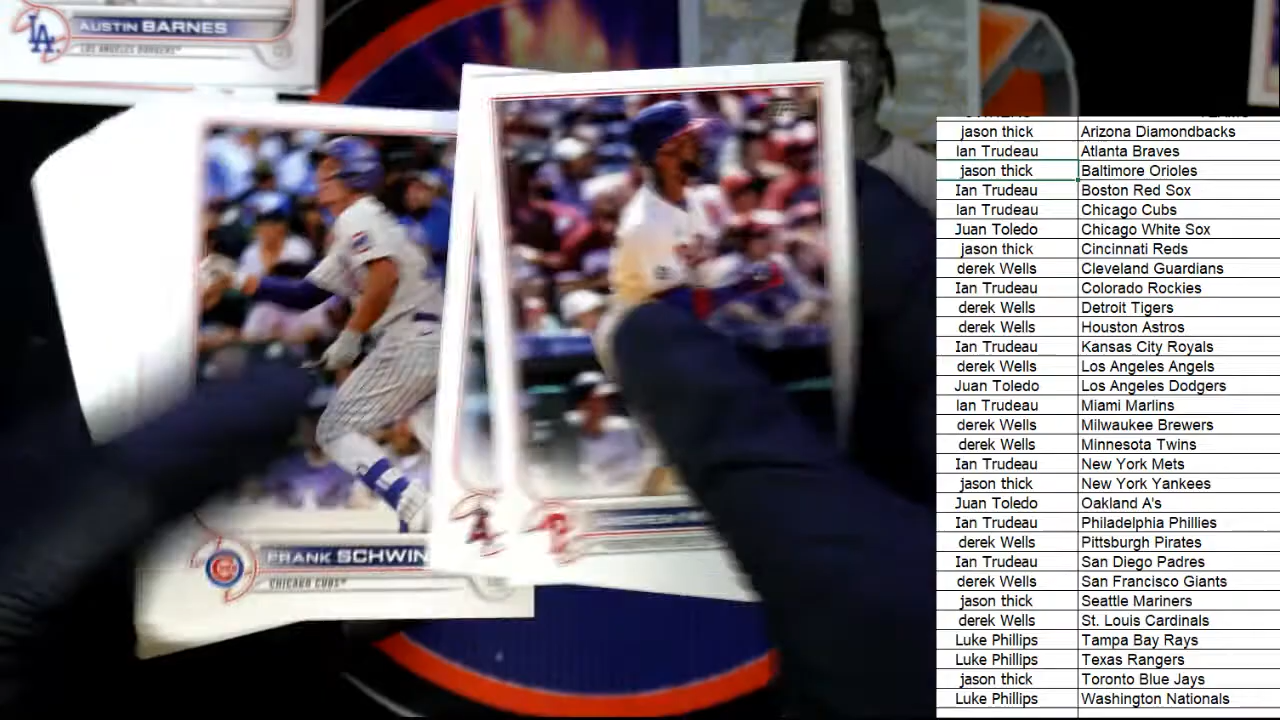 AUSTIN BARNES
LOS ANGELES DODGERS
FRANK SCHWIN
CHICAGO CUBS
jason thick Arizona Diamondbacks
Ian Trudeau Atlanta Braves
jason thick Baltimore Orioles
Ian Trudeau Boston Red Sox
Ian Trudeau Chicago Cubs
Juan Toledo Chicago White Sox
jason thick Cincinnati Reds
derek Wells Cleveland Guardians
Ian Trudeau Colorado Rockies
derek Wells Detroit Tigers
derek Wells Houston Astros
Ian Trudeau Kansas City Royals
derek Wells Los Angeles Angels
Juan Toledo Los Angeles Dodgers
Ian Trudeau Miami Marlins
derek Wells Milwaukee Brewers
derek Wells Minnesota Twins
Ian Trudeau New York Mets
jason thick New York Yankees
Juan Toledo Oakland A's
Ian Trudeau Philadelphia Phillies
derek Wells Pittsburgh Pirates
Ian Trudeau San Diego Padres
derek Wells San Francisco Giants
jason thick Seattle Mariners
derek Wells St. Louis Cardinals
Luke Phillips Tampa Bay Rays
Luke Phillips Texas Rangers
jason thick Toronto Blue Jays
Luke Phillips Washington Nationals